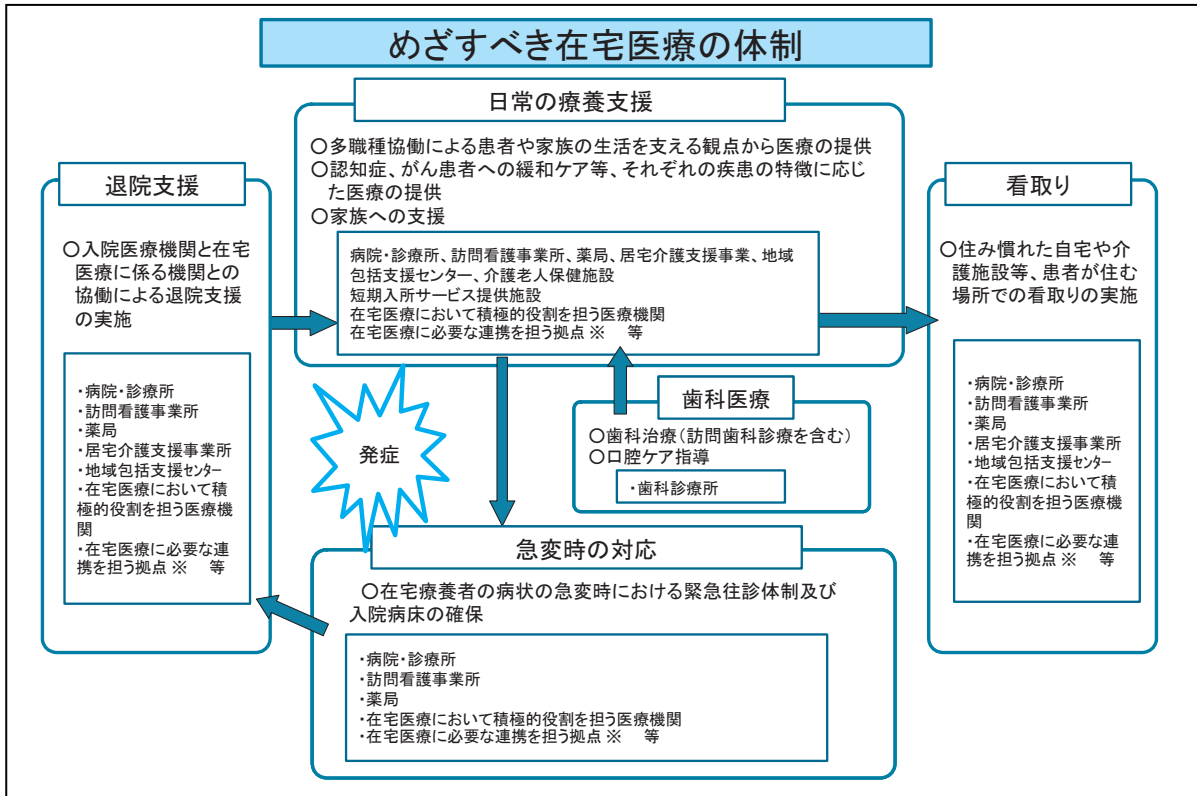 めざすべき在宅医療の体制
日常の療養支援
○多職種協働による患者や家族の生活を支える観点から医療の提供
○認知症、がん患者への緩和ケア等、それぞれの疾患の特徴に応じ
た医療の提供
○家族への支援
病院・診療所、訪問看護事業所、薬局、居宅介護支援事業、地域
包括支援センター、介護老人保健施設
短期入所サービス提供施設
在宅医療において積極的役割を担う医療機関
在宅医療に必要な連携を担う拠点 ※　等
退院支援
○入院医療機関と在宅
医療に係る機関との
協働による退院支援
の実施
・病院・診療所
・訪問看護事業所
・薬局
・居宅介護支援事業所
・地域包括支援センター
・在宅医療において積
極的役割を担う医療機
関
・在宅医療に必要な連
携を担う拠点 ※　等
発症
歯科医療
○歯科治療（訪問歯科診療を含む）
○口腔ケア指導
・歯科診療所
急変時の対応
○在宅療養者の病状の急変時における緊急往診体制及び
入院病床の確保
・病院・診療所
・訪問看護事業所
・薬局
・在宅医療において積極的役割を担う医療機関
・在宅医療に必要な連携を担う拠点 ※　等
看取り
○住み慣れた自宅や介
護施設等、患者が住む
場所での看取りの実施
・病院・診療所
・訪問看護事業所
・薬局
・居宅介護支援事業所
・地域包括支援センター
・在宅医療において積
極的役割を担う医療機
関
・在宅医療に必要な連
携を担う拠点 ※　等